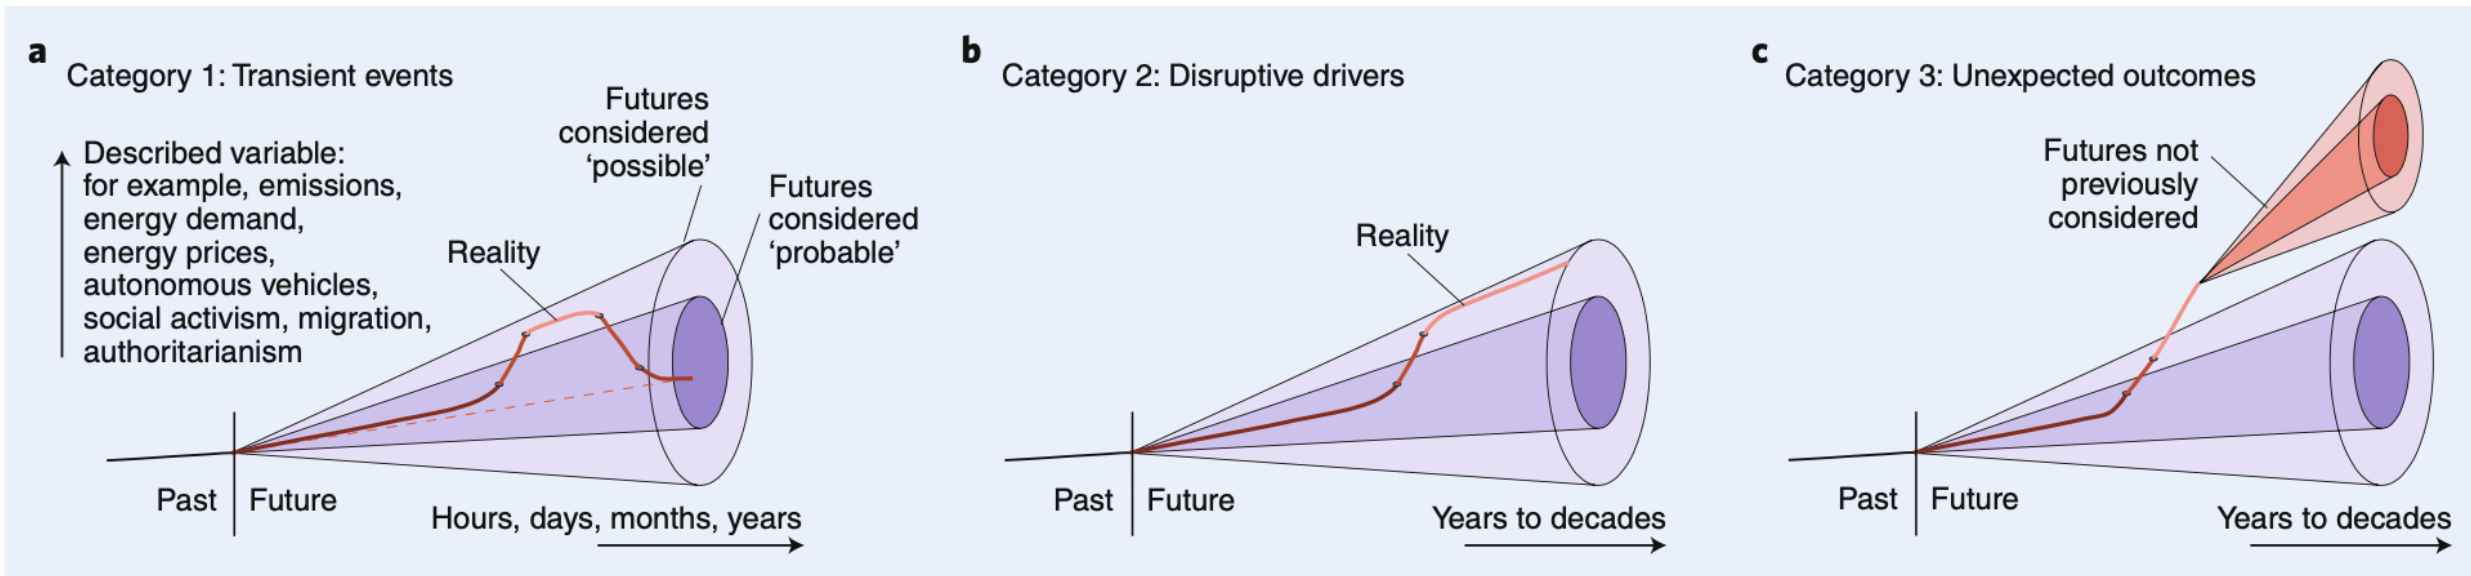 a
Category 1: Transient events
Described variable:
for example, emissions,
energy demand,
energy prices,
autonomous vehicles,
social activism, migration,
authoritarianism
Futures
considered
‘possible’
Futures
considered
‘probable’
Reality
Past
Future
Hours, days, months, years
b
Category 2: Disruptive drivers
Reality
Past
Future
Years to decades
c
Category 3: Unexpected outcomes
Futures not
previously
considered
Past
Future
Years to decades